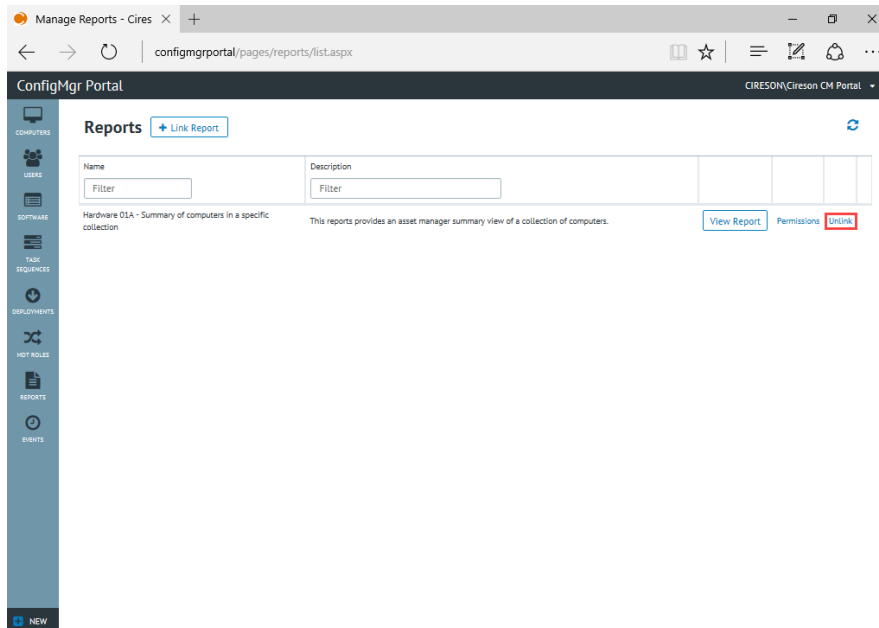 Manage Reports - Cires
configmgrportal/pages/reports/list.aspx
ConfigMgr Portal
CIRESON\Cireson CM Portal
COMPUTERS
USERS
SOFTWARE
TASK
SEQUENCES
DEPLOYMENTS
MDT ROLES
REPORTS
EVENTS
NEW
Reports
+ Link Report
Name
Description
Filter
Filter
Hardware 01A - Summary of computers in a specific
collection
This reports provides an asset manager summary view of a collection of computers.
View Report
Permissions
Unlink